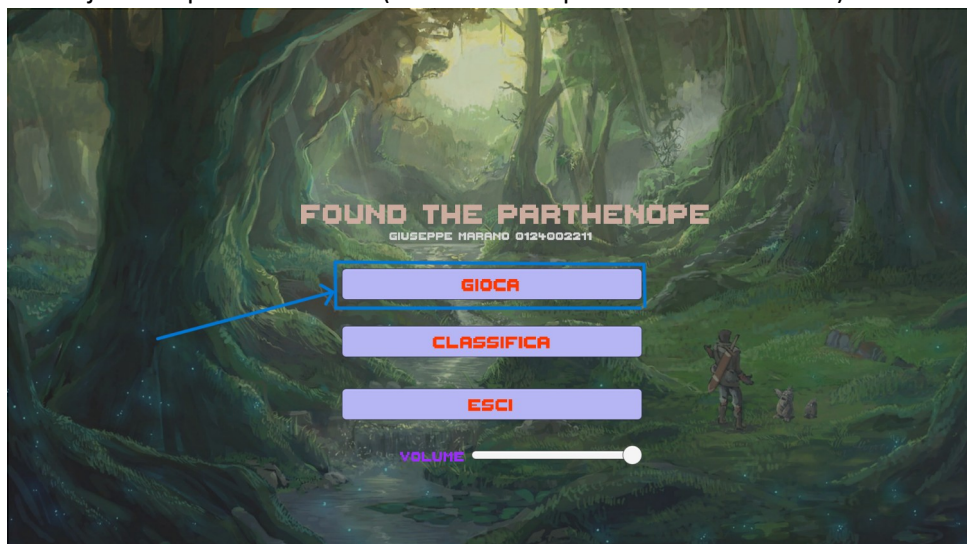 FOUND THE PARTHENOPE
GIUSEPPE MARANO 0124002211
GIOCA
CLASSIFICA
ESCI
VOLUME